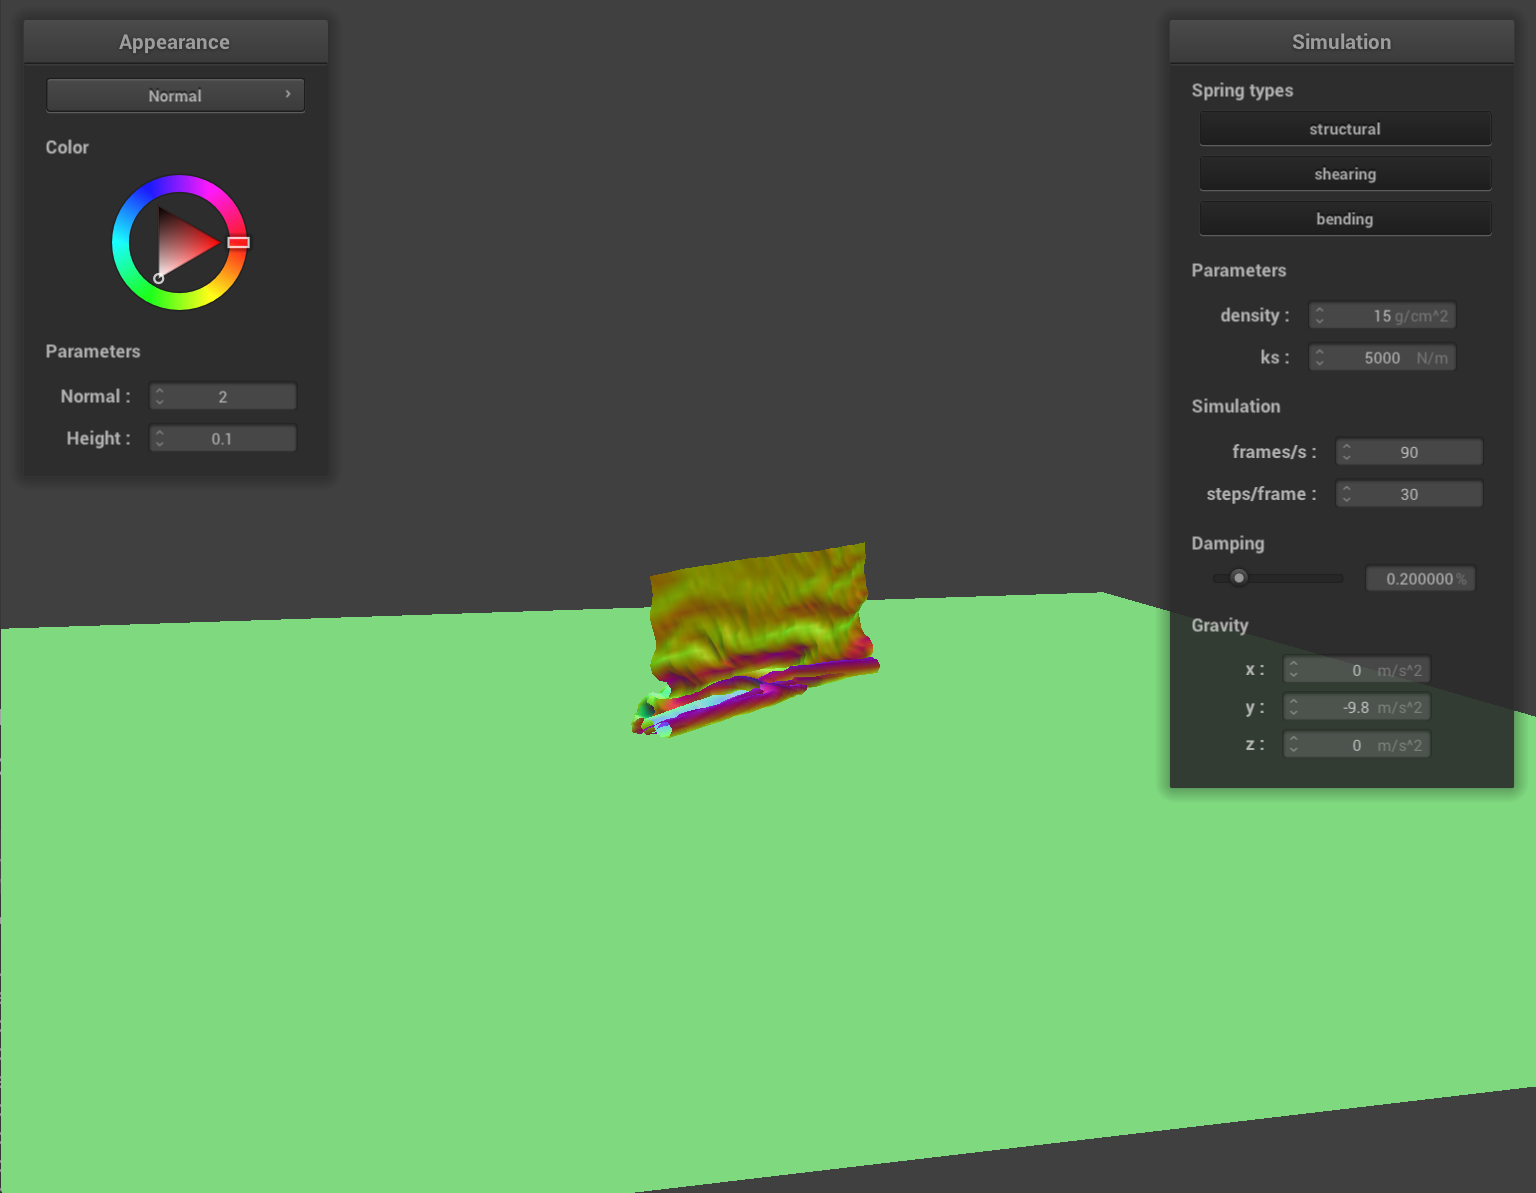 Appearance
Normal
Color
Parameters
Normal : 2
Height : 0.1
Simulation
Spring types
structural
shearing
bending
Parameters
density : 15 g/cm^2
ks : 5000 N/m
Simulation
frames/s : 90
steps/frame : 30
Damping
0.200000 %
Gravity
x : 0 m/s^2
y : -9.8 m/s^2
z : 0 m/s^2